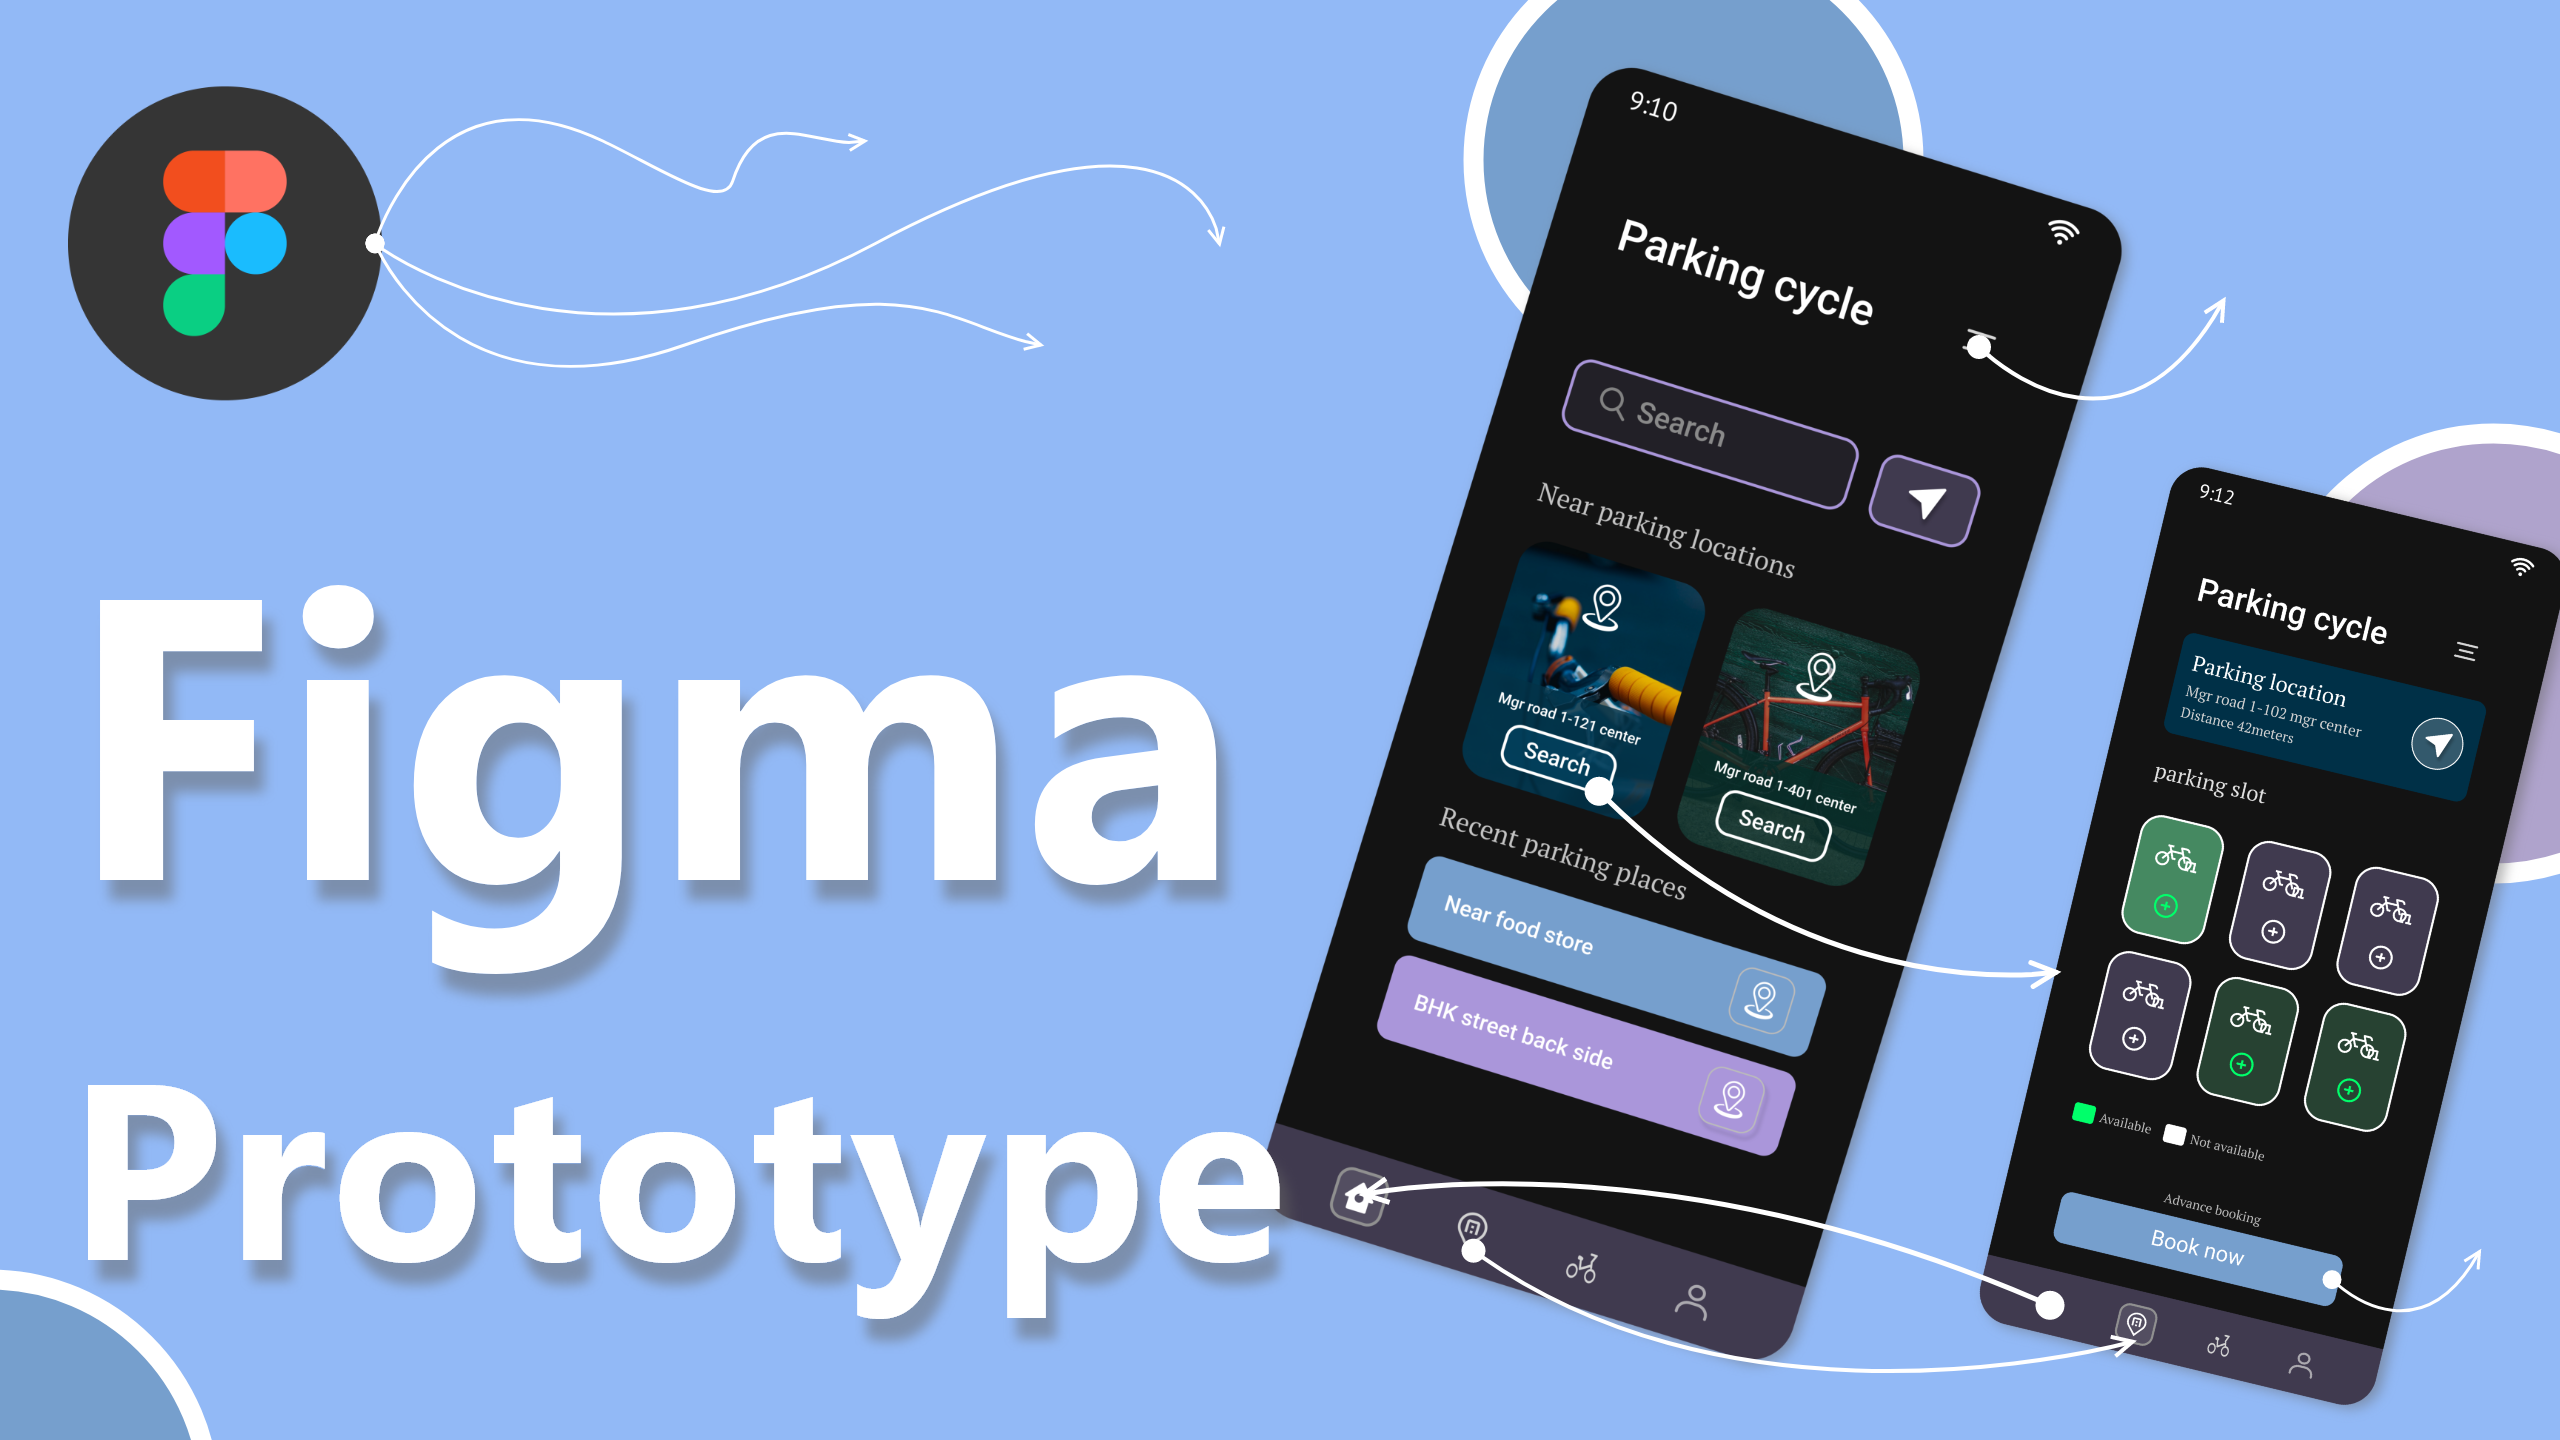 Figma
Prototype
9:10
Parking cycle
Search
Near parking locations
Mgr road 1-121 center
Search
Mgr road 1-401 center
Search
Recent parking places
Near food store
BHK street back side
9:12
Parking cycle
Parking location
Mgr road 1-102 mgr center
Distance 42meters
parking slot
Available
Not available
Advance booking
Book now